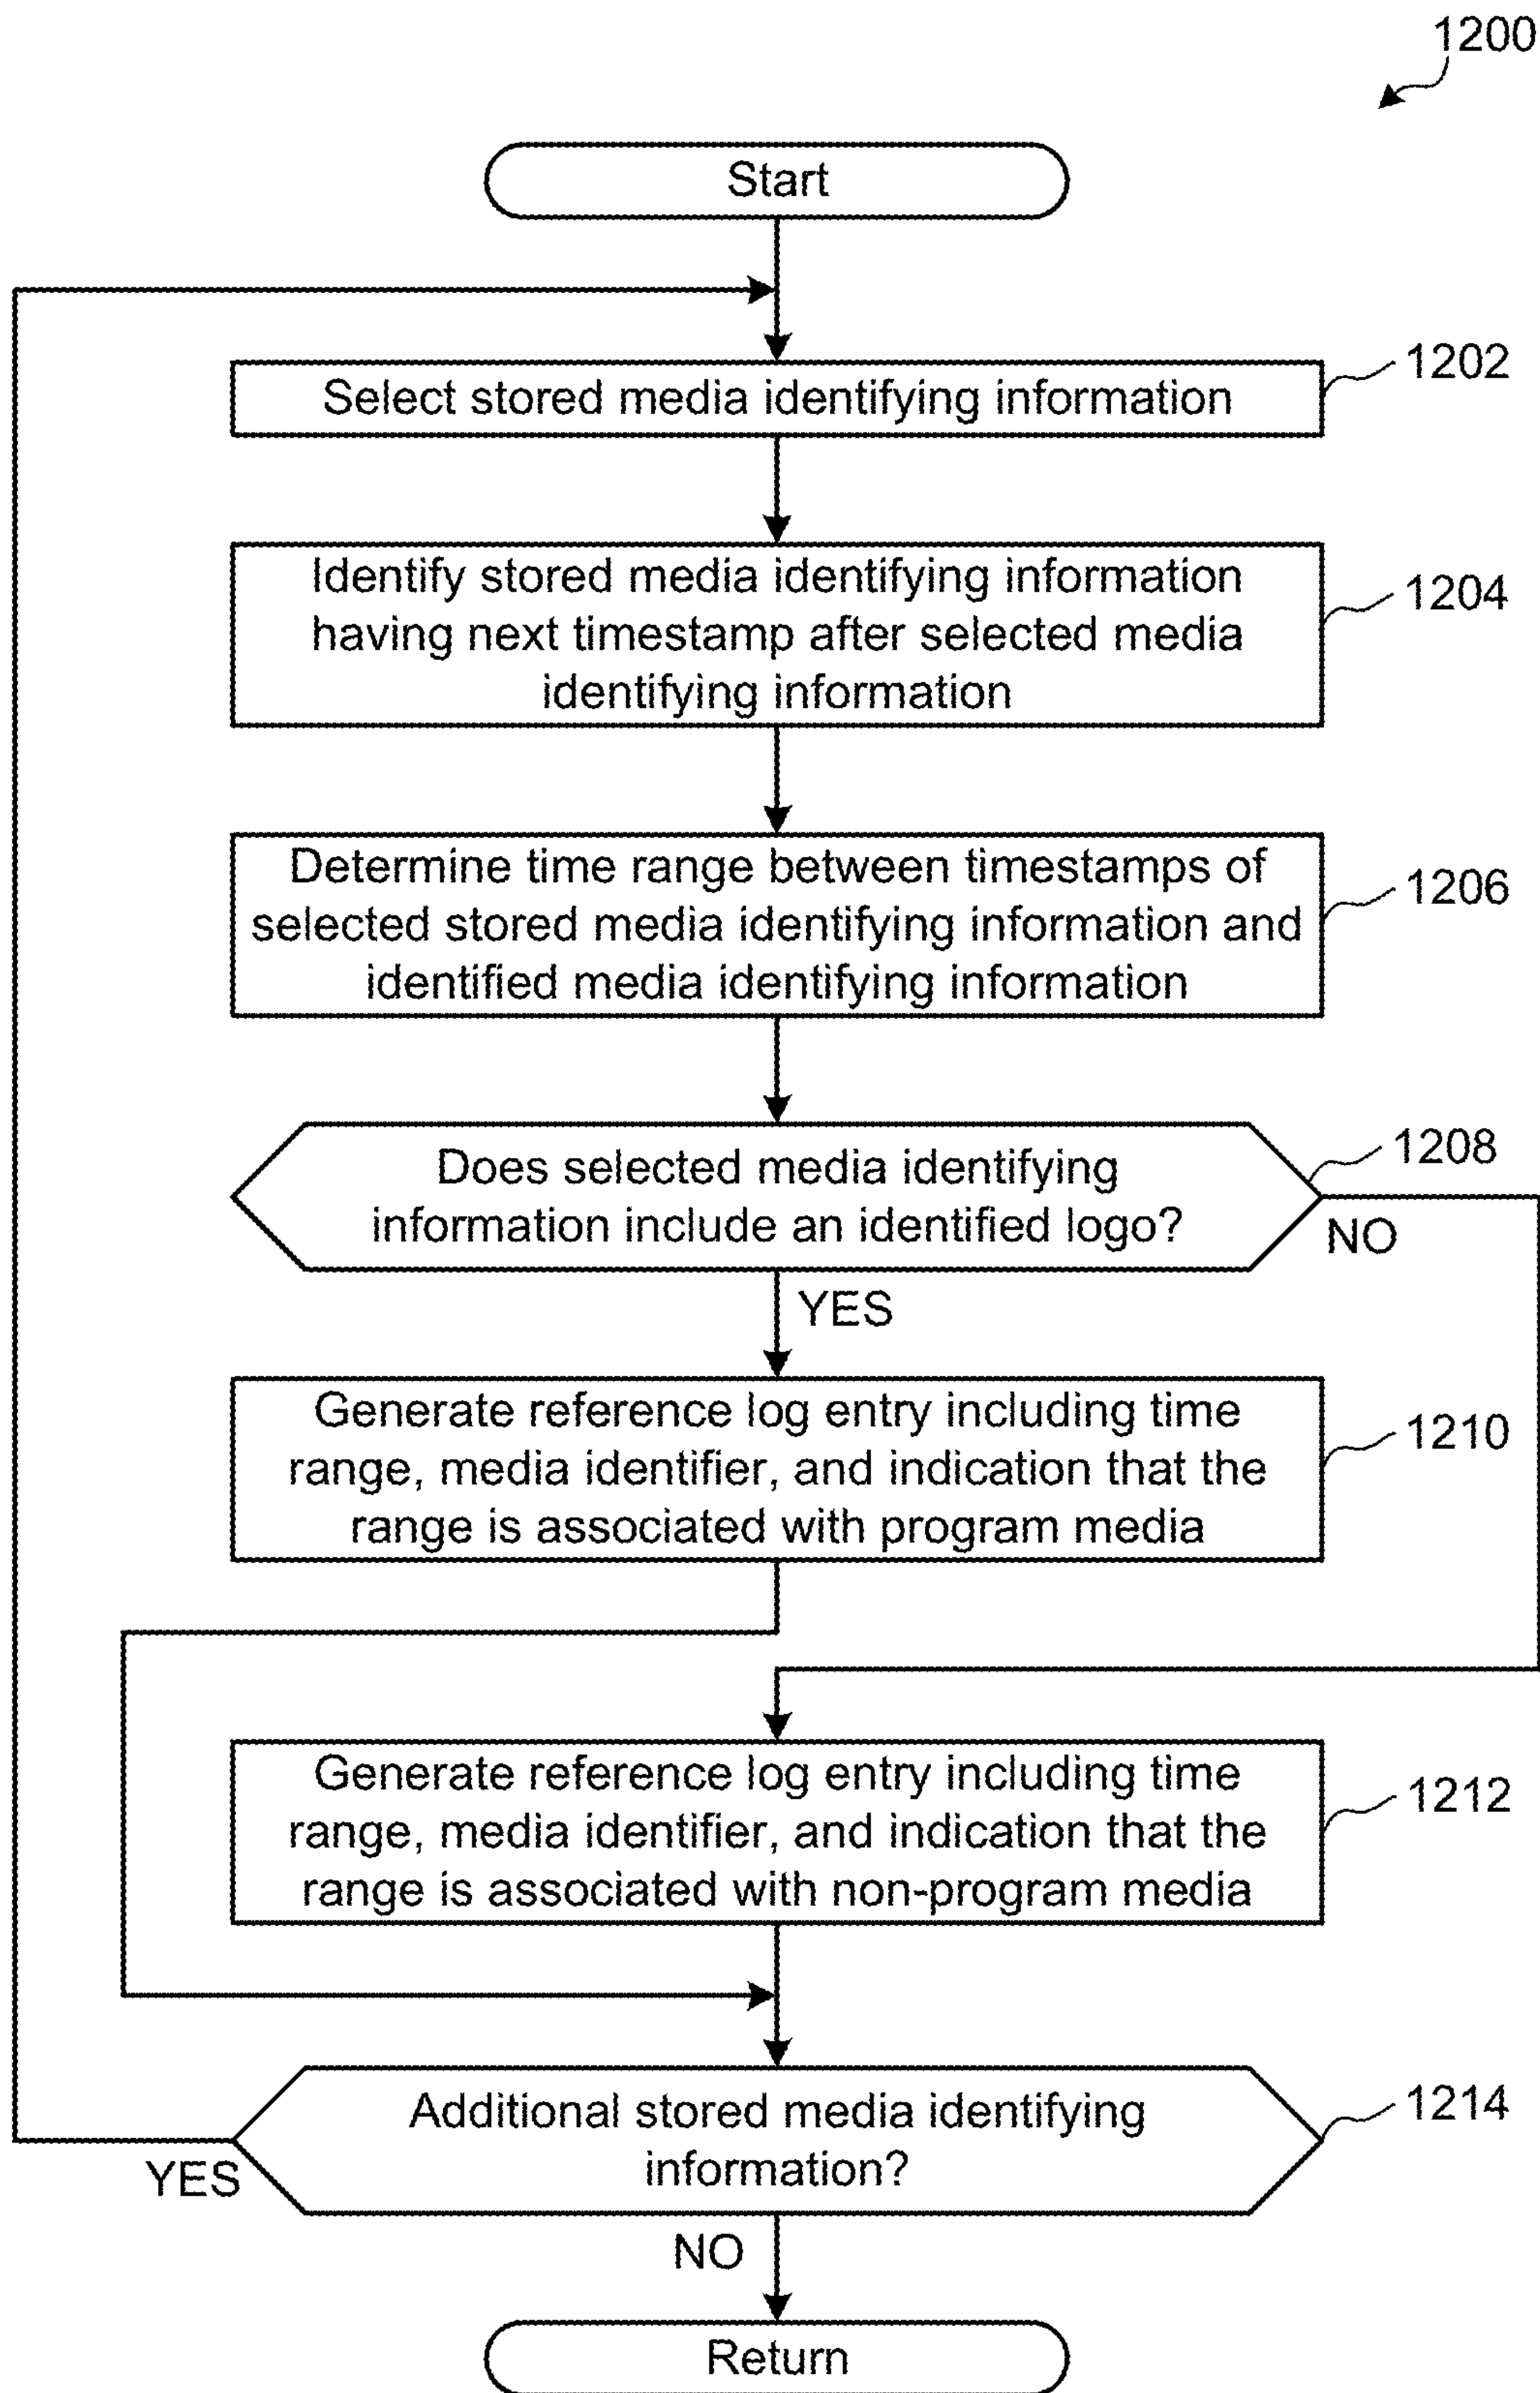 1200
Start
Select stored media identifying information
1202
Identify stored media identifying information
having next timestamp after selected media
identifying information
1204
Determine time range between timestamps of
selected stored media identifying information and
identified media identifying information
1206
Does selected media identifying
information include an identified logo?
1208
NO
YES
Generate reference log entry including time
range, media identifier, and indication that the
range is associated with program media
1210
Generate reference log entry including time
range, media identifier, and indication that the
range is associated with non-program media
1212
Additional stored media identifying
information?
1214
YES
NO
Return